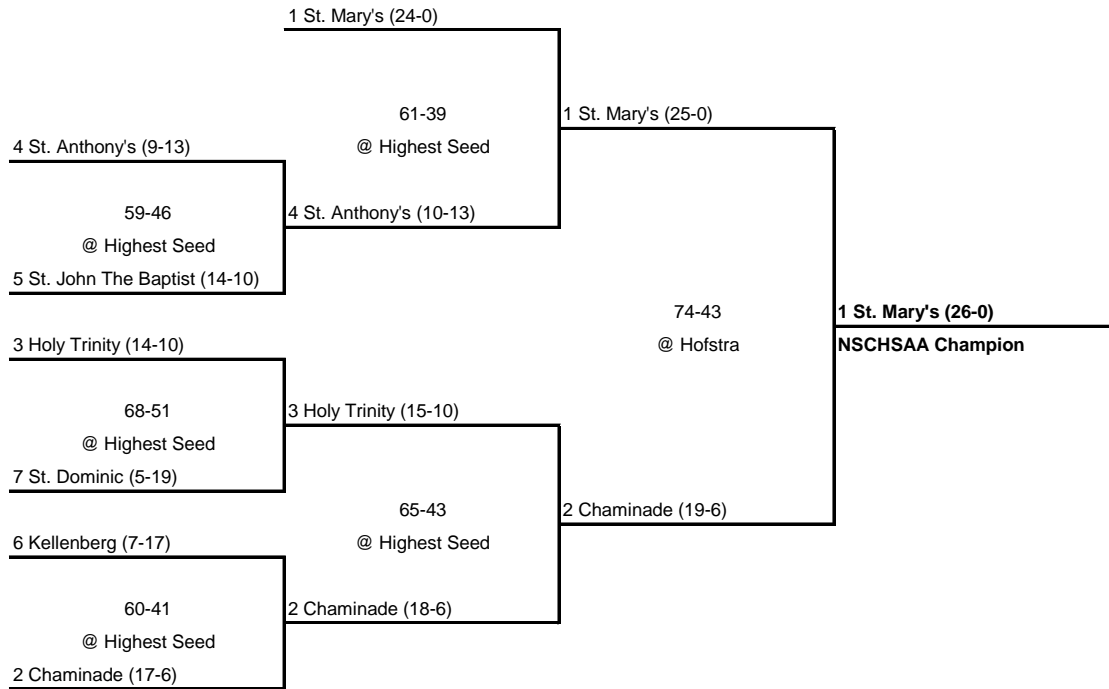 1 St. Mary's (24-0)
61-39
@ Highest Seed
1 St. Mary's (25-0)
4 St. Anthony's (9-13)
59-46
@ Highest Seed
4 St. Anthony's (10-13)
5 St. John The Baptist (14-10)
74-43
@ Hofstra
1 St. Mary's (26-0)
NSCHSAA Champion
3 Holy Trinity (14-10)
68-51
@ Highest Seed
3 Holy Trinity (15-10)
7 St. Dominic (5-19)
65-43
@ Highest Seed
2 Chaminade (19-6)
6 Kellenberg (7-17)
60-41
@ Highest Seed
2 Chaminade (18-6)
2 Chaminade (17-6)